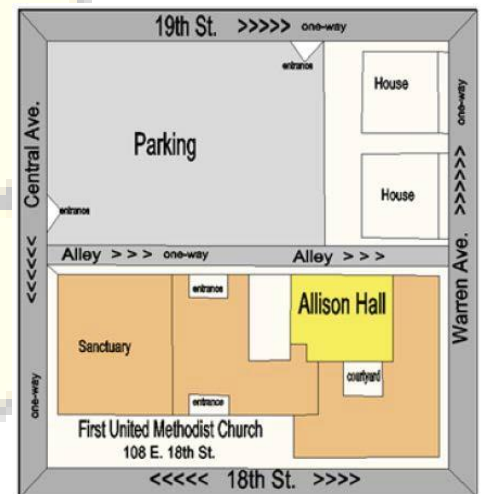 19th St. >>>>> one-way
entrance
House
one-way
Central Ave.
Parking
>>>>>>
House
entrance
<<<<<<
Alley > > > one-way
Alley > > >
Warren Ave.
Allison Hall
entrance
Sanctuary
courtyard
one-way
entrance
First United Methodist Church
108 E. 18th St.
<<<<< 18th St. >>>>